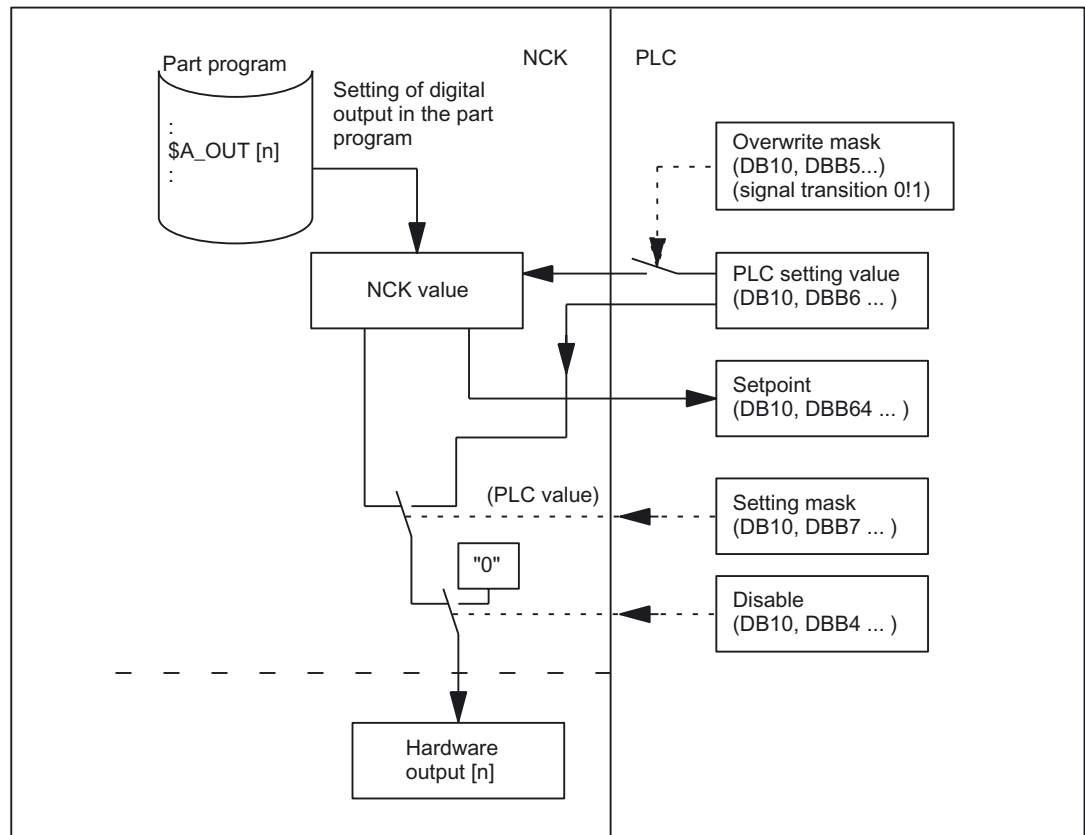 NCK
PLC
Part program
:
$A_OUT [n]
:
Setting of digital
output in the part
program
Overwrite mask
(DB10, DBB5...)
(signal transition 0!1)
NCK value
PLC setting value
(DB10, DBB6 ... )
Setpoint
(DB10, DBB64 ... )
(PLC value)
Setting mask
(DB10, DBB7 ... )
"0"
Disable
(DB10, DBB4 ... )
Hardware
output [n]